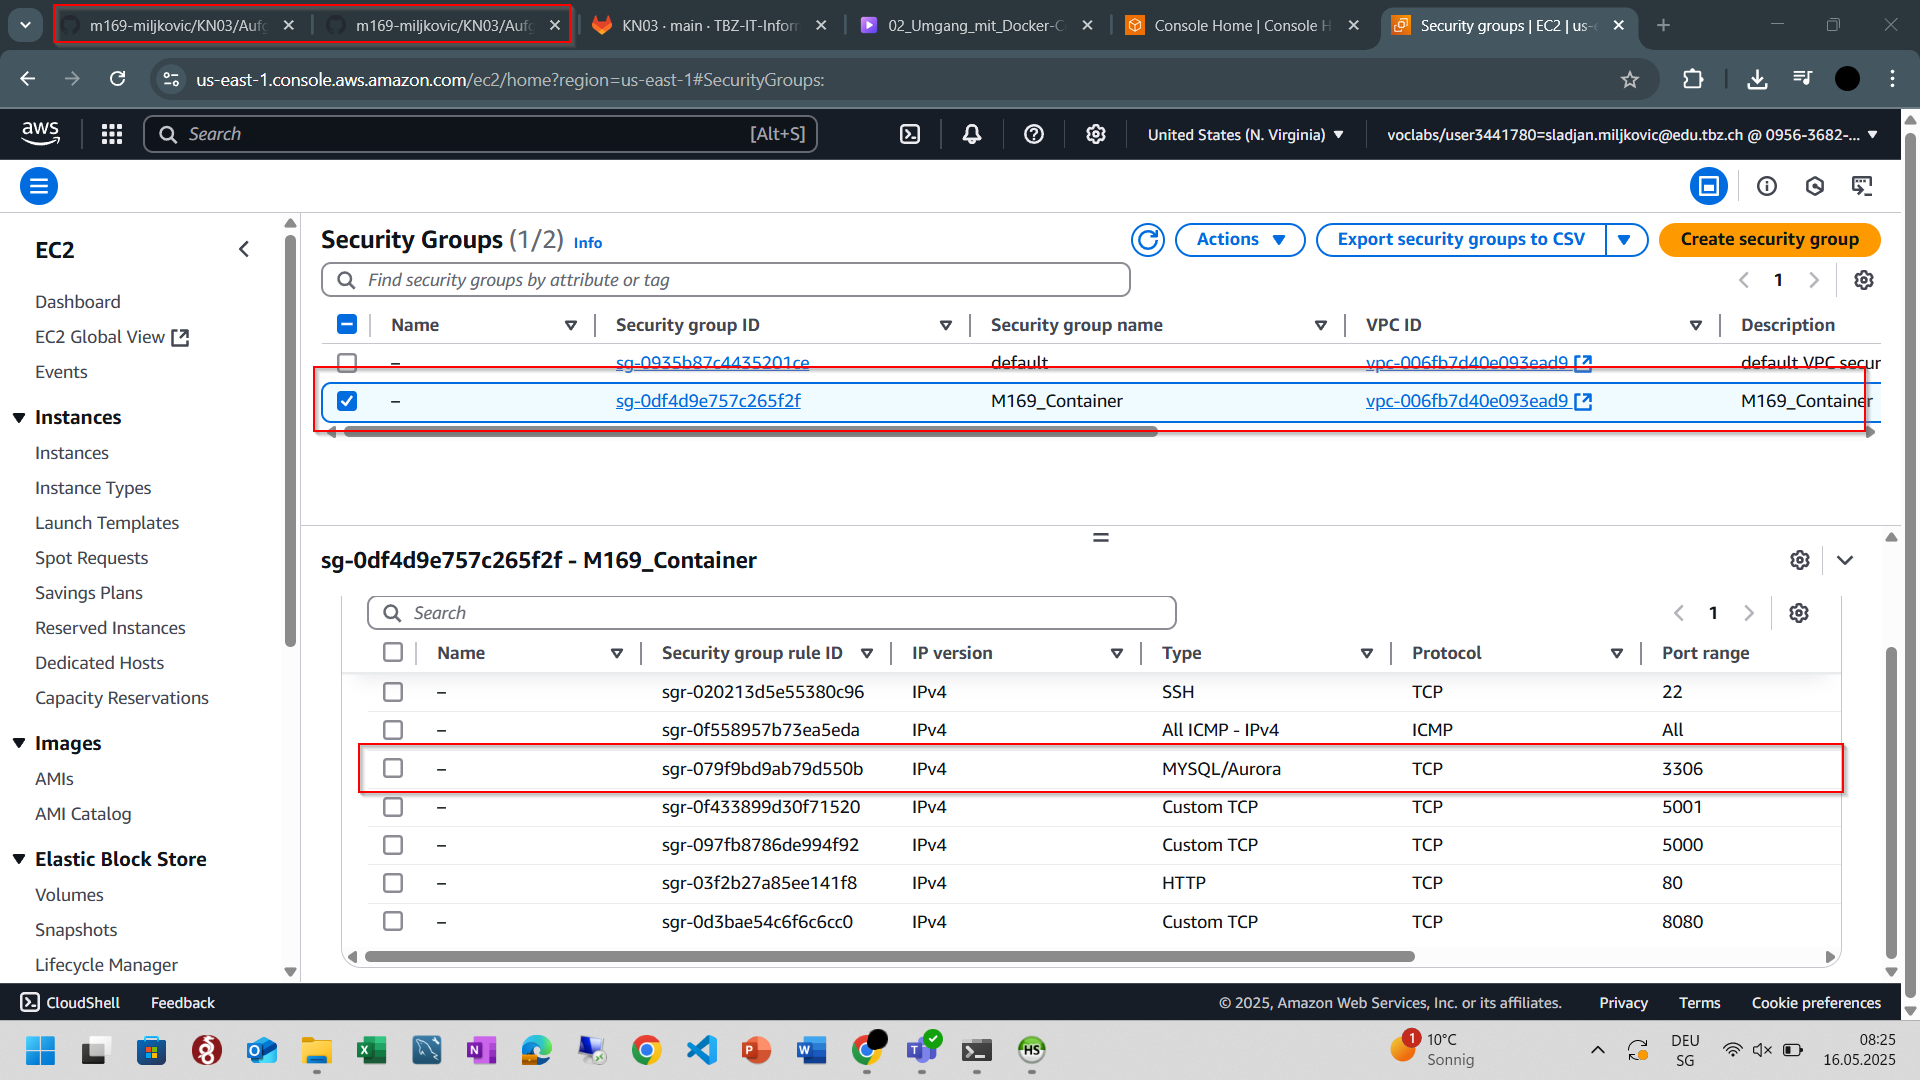 m169-miljkovic/KN03/Aufg
m169-miljkovic/KN03/Aufg
KN03 · main · TBZ-IT-Inforn
02_Umgang_mit_Docker-C
Console Home | Console H
Security groups | EC2 | us-e
us-east-1.console.aws.amazon.com/ec2/home?region=us-east-1#SecurityGroups:
aws
Search
[Alt+S]
United States (N. Virginia)
voclabs/user3441780=sladjan.miljkovic@edu.tbz.ch @ 0956-3682-...
EC2
Dashboard
EC2 Global View
Events
Instances
Instances
Instance Types
Launch Templates
Spot Requests
Savings Plans
Reserved Instances
Dedicated Hosts
Capacity Reservations
Images
AMIs
AMI Catalog
Elastic Block Store
Volumes
Snapshots
Lifecycle Manager
Security Groups (1/2) Info
Actions
Export security groups to CSV
Create security group
Find security groups by attribute or tag
1
Name Security group ID Security group name VPC ID Description
– sg-0935b87c4435201ce default vpc-006fb7d40e093ead9 default VPC secur
– sg-0df4d9e757c265f2f M169_Container vpc-006fb7d40e093ead9 M169_Container
sg-0df4d9e757c265f2f - M169_Container
Search
1
Name Security group rule ID IP version Type Protocol Port range
– sgr-020213d5e55380c96 IPv4 SSH TCP 22
– sgr-0f558957b73ea5eda IPv4 All ICMP - IPv4 ICMP All
– sgr-079f9bd9ab79d550b IPv4 MYSQL/Aurora TCP 3306
– sgr-0f433899d30f71520 IPv4 Custom TCP TCP 5001
– sgr-097fb8786de994f92 IPv4 Custom TCP TCP 5000
– sgr-03f2b27a85ee141f8 IPv4 HTTP TCP 80
– sgr-0d3bae54c6f6c6cc0 IPv4 Custom TCP TCP 8080
CloudShell
Feedback
© 2025, Amazon Web Services, Inc. or its affiliates.
Privacy
Terms
Cookie preferences
1
10°C
Sonnig
DEU
SG
08:25
16.05.2025